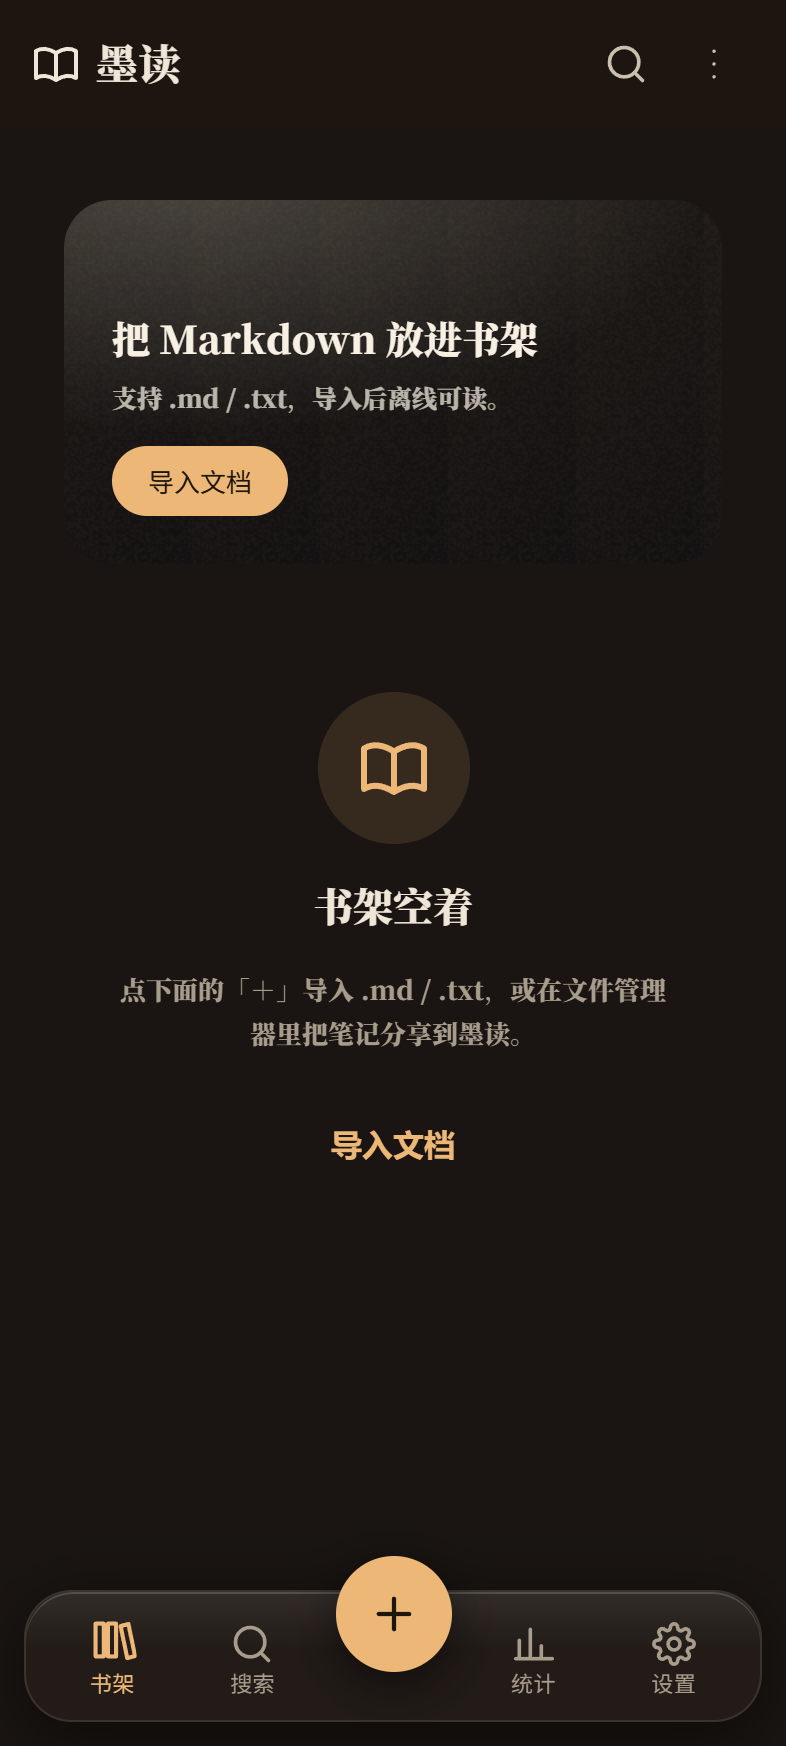 墨读
把 Markdown 放进书架
支持 .md / .txt，导入后离线可读。
导入文档
书架空着
点下面的「＋」导入 .md / .txt，或在文件管理
器里把笔记分享到墨读。
导入文档
书架
搜索
统计
设置